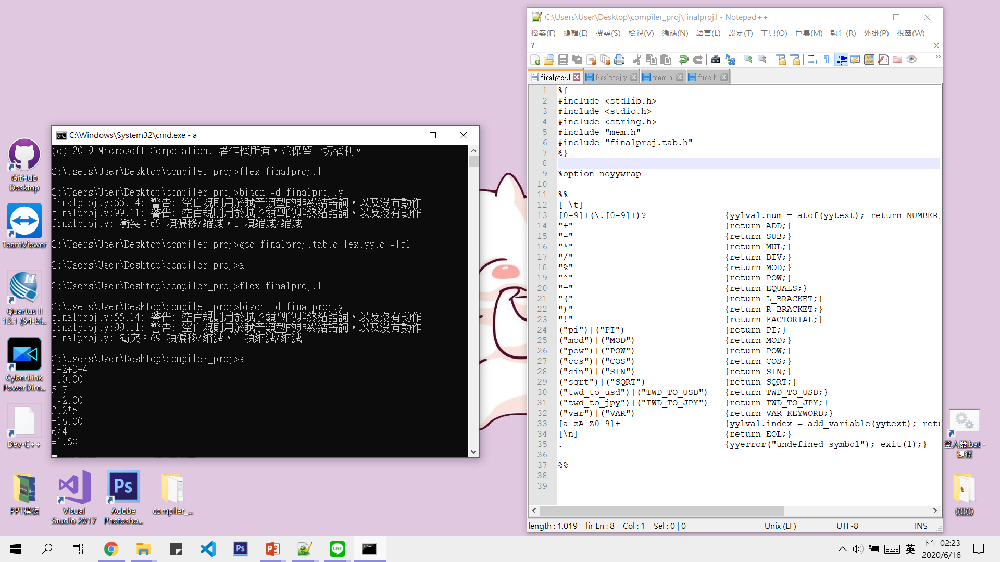 C:\Windows\System32\cmd.exe - a
(c) 2019 Microsoft Corporation. 著作權所有，並保留一切權利。
C:\Users\User\Desktop\compiler_proj>flex finalproj.l
C:\Users\User\Desktop\compiler_proj>bison -d finalproj.y
finalproj.y:55.14: 警告: 空白規則用於賦予類型的非終結語詞，以及沒有動作
finalproj.y:99.11: 警告: 空白規則用於賦予類型的非終結語詞，以及沒有動作
finalproj.y: 衝突：69 項偏移/縮減，1 項縮減/縮減
C:\Users\User\Desktop\compiler_proj>gcc finalproj.tab.c lex.yy.c -lfl
C:\Users\User\Desktop\compiler_proj>a
C:\Users\User\Desktop\compiler_proj>flex finalproj.l
C:\Users\User\Desktop\compiler_proj>bison -d finalproj.y
finalproj.y:55.14: 警告: 空白規則用於賦予類型的非終結語詞，以及沒有動作
finalproj.y:99.11: 警告: 空白規則用於賦予類型的非終結語詞，以及沒有動作
finalproj.y: 衝突：69 項偏移/縮減，1 項縮減/縮減
C:\Users\User\Desktop\compiler_proj>a
1+2+3+4
=10.00
5-7
=-2.00
3.2*5
=16.00
6/4
=1.50
C:\Users\User\Desktop\compiler_proj\finalproj.l - Notepad++
檔案(F) 編輯(E) 搜尋(S) 檢視(V) 編碼(N) 語言(L) 設定(T) 工具(O) 巨集(M) 執行(R) 外掛(P) 視窗(W)
? X
finalproj.l finalproj.y mem.h func.h
1 %{
2 #include <stdlib.h>
3 #include <stdio.h>
4 #include <string.h>
5 #include "mem.h"
6 #include "finalproj.tab.h"
7 %}
8
9 %option noyywrap
10
11 %%
12 [ \t]
13 [0-9]+(\.[0-9]+)? {yylval.num = atof(yytext); return NUMBER;
14 "+" {return ADD;}
15 "-" {return SUB;}
16 "*" {return MUL;}
17 "/" {return DIV;}
18 "%" {return MOD;}
19 "^" {return POW;}
20 "=" {return EQUALS;}
21 "(" {return L_BRACKET;}
22 ")" {return R_BRACKET;}
23 "!" {return FACTORIAL;}
24 ("pi")|("PI") {return PI;}
25 ("mod")|("MOD") {return MOD;}
26 ("pow")|("POW") {return POW;}
27 ("cos")|("COS") {return COS;}
28 ("sin")|("SIN") {return SIN;}
29 ("sqrt")|("SQRT") {return SQRT;}
30 ("twd_to_usd")|("TWD_TO_USD") {return TWD_TO_USD;}
31 ("twd_to_jpy")|("TWD_TO_JPY") {return TWD_TO_JPY;}
32 ("var")|("VAR") {return VAR_KEYWORD;}
33 [a-zA-Z0-9]+ {yylval.index = add_variable(yytext); retu
34 [\n] {return EOL;}
35 . {yyerror("undefined symbol"); exit(1);}
36
37 %%
38
39
length : 1,019 lir Ln : 8 Col : 1 Sel : 0 | 0 Unix (LF) UTF-8 INS
GitHub
Desktop
TeamViewer
Quartus II
13.1 (64-bi...
CyberLink
PowerDire...
Dev-C++
PPT模板
Visual
Studio 2017
Adobe
Photosho...
compiler_...
登入器.bat -
捷徑
((((((()
Ps
LINE
英
下午 02:23
2020/6/16